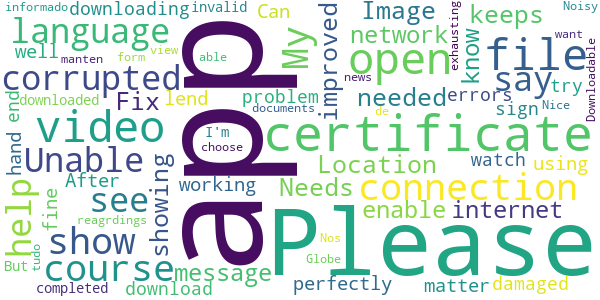 informado downloading invalid Can Image keeps Noisy
language My network know exhausting want
corrupted well try Downloadable
app open file
manten form view able news say
end downloaded Fix lend problem improved needed errors
hand documents sign Nice
video I'm choose de certificate
Unable showing Location watch using
help After working Needs connection
fine see reagrdings enable internet
But tudo show message Please Nos
course Globe perfectly matter damaged
completed download